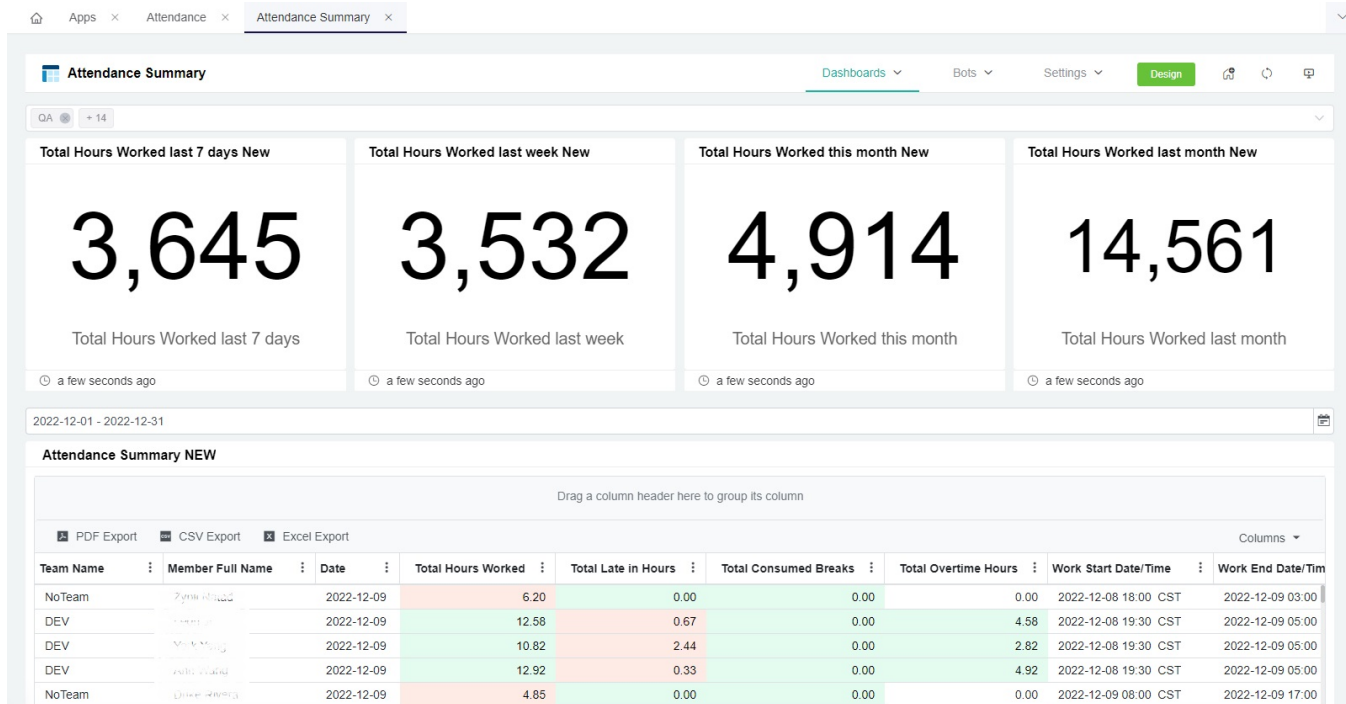 Apps × Attendance × Attendance Summary ×
Attendance Summary Dashboards Bots Settings Design
QA + 14
Total Hours Worked last 7 days New Total Hours Worked last week New Total Hours Worked this month New Total Hours Worked last month New
3,645 3,532 4,914 14,561
Total Hours Worked last 7 days Total Hours Worked last week Total Hours Worked this month Total Hours Worked last month
a few seconds ago a few seconds ago a few seconds ago a few seconds ago
2022-12-01 - 2022-12-31
Attendance Summary NEW
Drag a column header here to group its column
PDF Export CSV Export Excel Export Columns
Team Name Member Full Name Date Total Hours Worked Total Late in Hours Total Consumed Breaks Total Overtime Hours Work Start Date/Time Work End Date/Tim
NoTeam 2022-12-09 6.20 0.00 0.00 0.00 2022-12-08 18:00 CST 2022-12-09 03:00
DEV 2022-12-09 12.58 0.67 0.00 4.58 2022-12-08 19:30 CST 2022-12-09 05:00
DEV 2022-12-09 10.82 2.44 0.00 2.82 2022-12-08 19:30 CST 2022-12-09 05:00
DEV 2022-12-09 12.92 0.33 0.00 4.92 2022-12-08 19:30 CST 2022-12-09 05:00
NoTeam 2022-12-09 4.85 0.00 0.00 0.00 2022-12-09 08:00 CST 2022-12-09 17:00